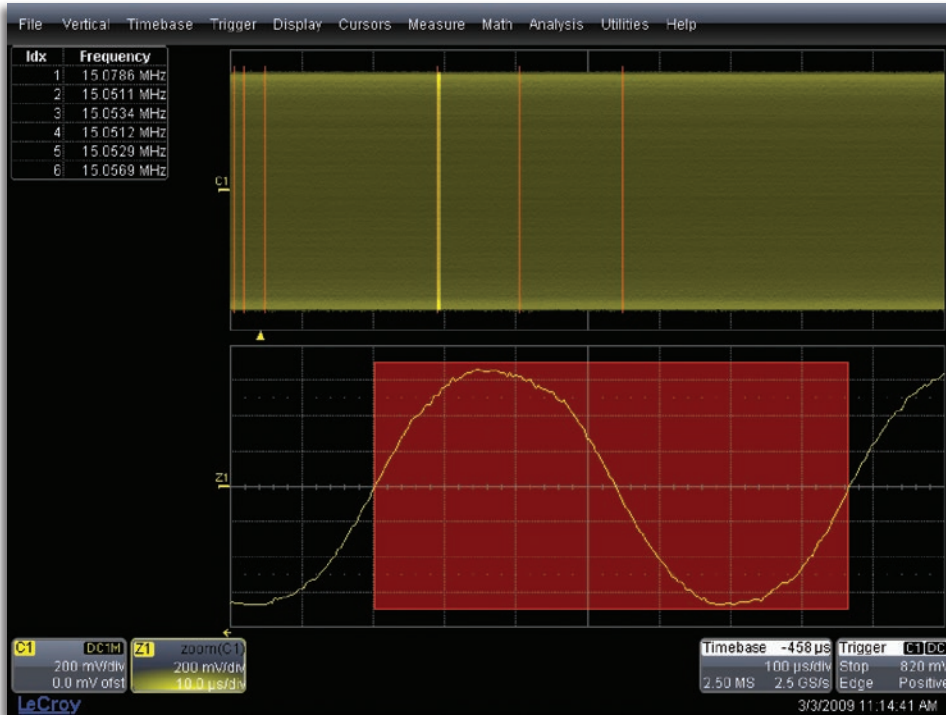 File Vertical Timebase Trigger Display Cursors Measure Math Analysis Utilities Help
Idx Frequency
1 15.0786 MHz
2 15.0511 MHz
3 15.0534 MHz
4 15.0512 MHz
5 15.0529 MHz
6 15.0569 MHz
C1
Z1
C1 DC1M
200 mV/div
0.0 mV ofst
Z1 zoom(C1)
200 mV/div
10.0 µs/div
Timebase -458 µs
100 µs/div
2.50 MS 2.5 GS/s
Trigger C1 DC
Stop 820 mV
Edge Positive
LeCroy
3/3/2009 11:14:41 AM